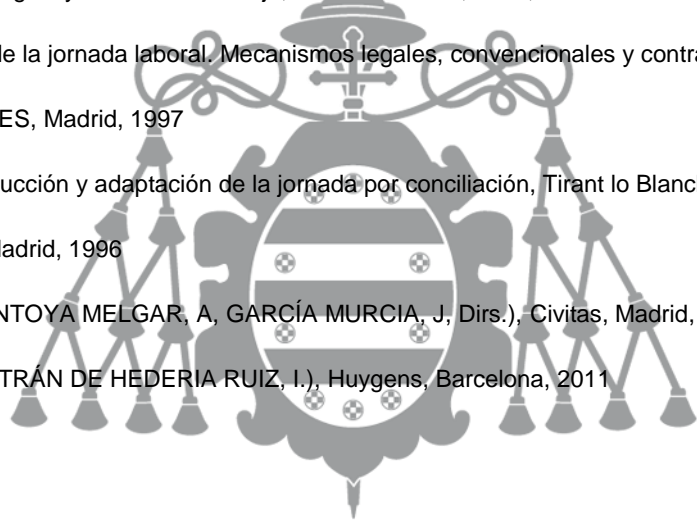 de la jornada laboral. Mecanismos legales, convencionales y contra
ES, Madrid, 1997
ucción y adaptación de la jornada por conciliación, Tirant lo Blanc
Madrid, 1996
NTOYA MELGAR, A, GARCÍA MURCIA, J, Dirs.), Civitas, Madrid,
TRÁN DE HEDERIA RUIZ, I.), Huygens, Barcelona, 2011